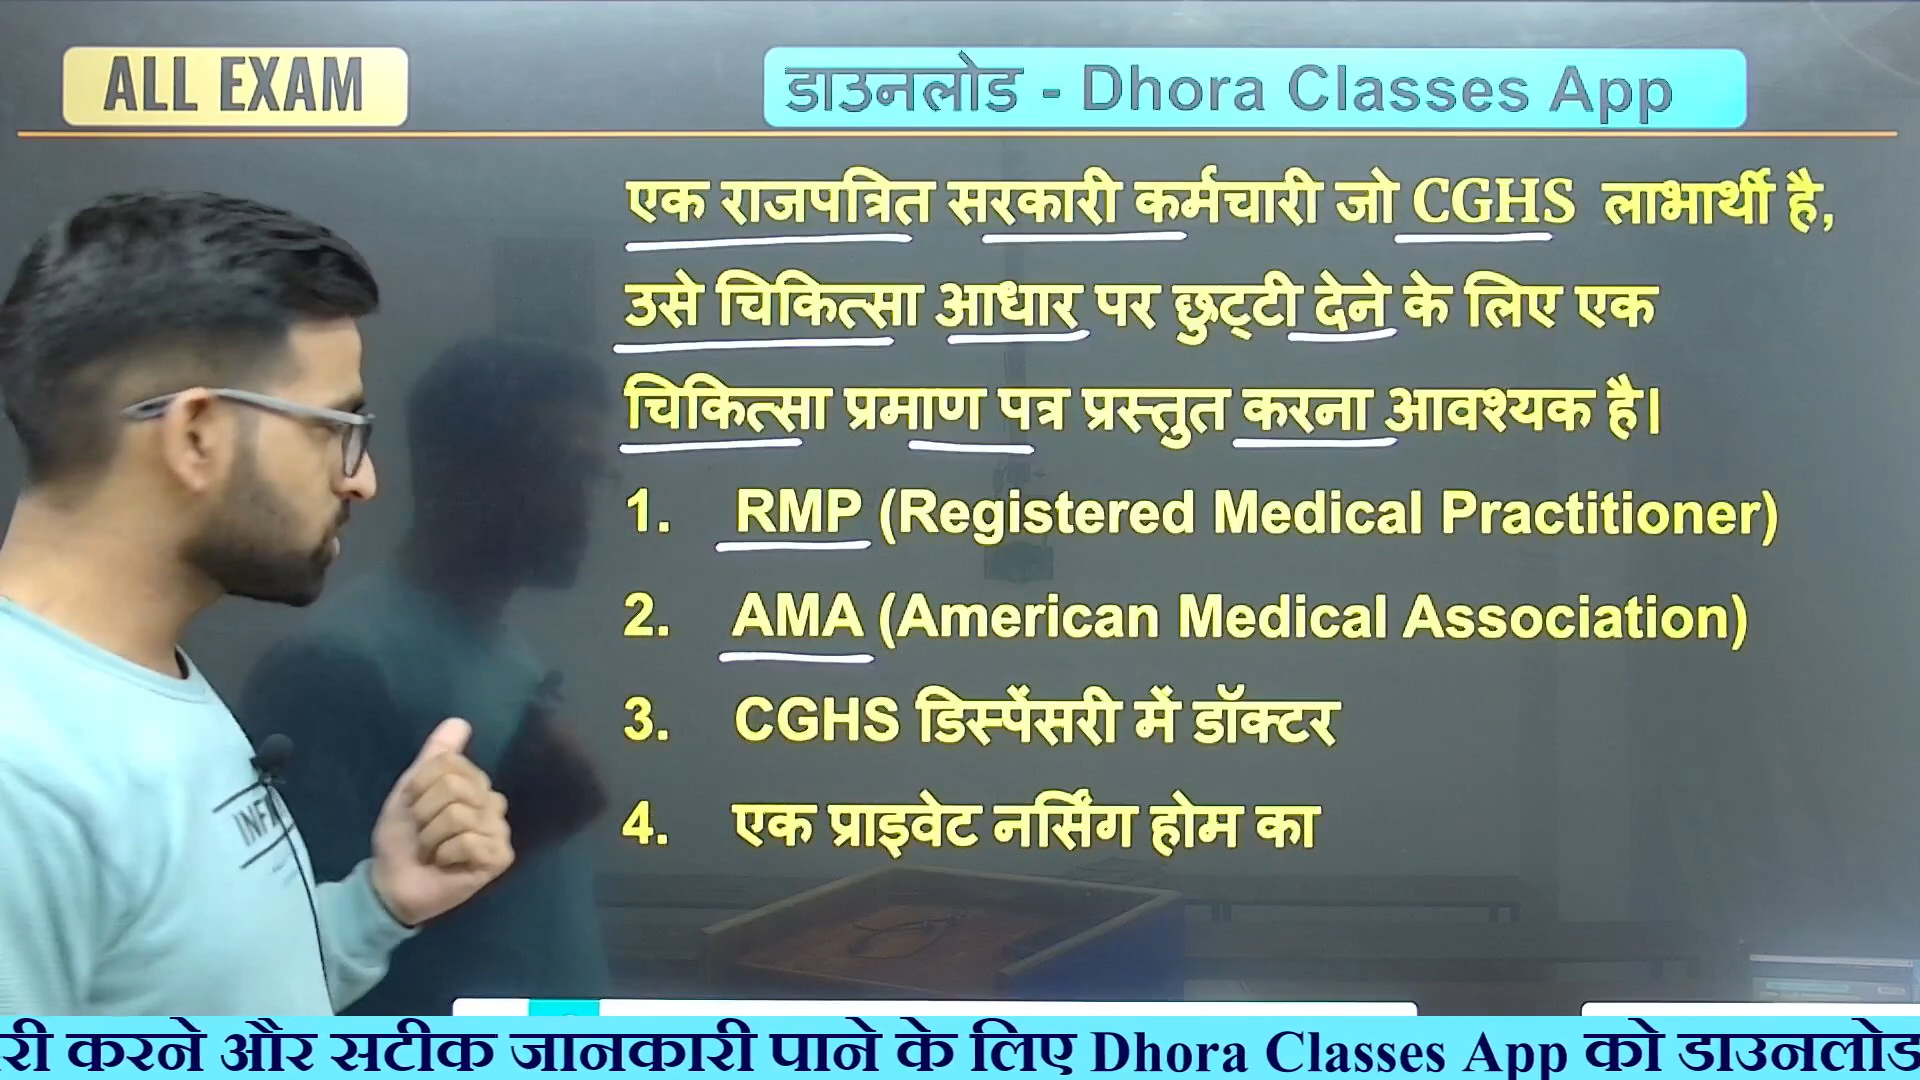 ALL EXAM
डाउनलोड - Dhora Classes App
एक राजपत्रित सरकारी कर्मचारी जो CGHS लाभार्थी है,
उसे चिकित्सा आधार पर छुट्टी देने के लिए एक
चिकित्सा प्रमाण पत्र प्रस्तुत करना आवश्यक है।
1. RMP (Registered Medical Practitioner)
2. AMA (American Medical Association)
3. CGHS डिस्पेंसरी में डॉक्टर
4. एक प्राइवेट नर्सिंग होम का
री करने और सटीक जानकारी पाने के लिए Dhora Classes App को डाउनलोड